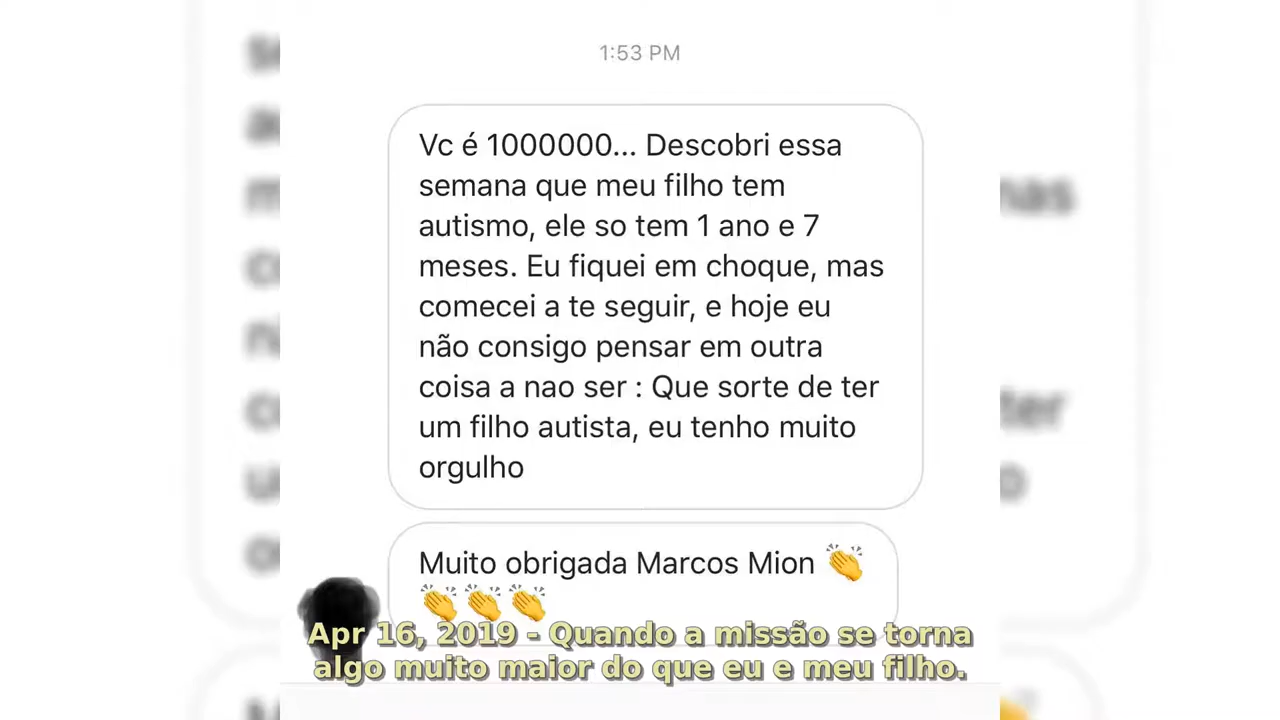 1:53 PM
Vc é 1000000... Descobri essa
semana que meu filho tem
autismo, ele so tem 1 ano e 7
meses. Eu fiquei em choque, mas
comecei a te seguir, e hoje eu
não consigo pensar em outra
coisa a nao ser : Que sorte de ter
um filho autista, eu tenho muito
orgulho
Muito obrigada Marcos Mion 👏
👏👏👏
Apr 16, 2019 - Quando a missão se torna
algo muito maior do que eu e meu filho.